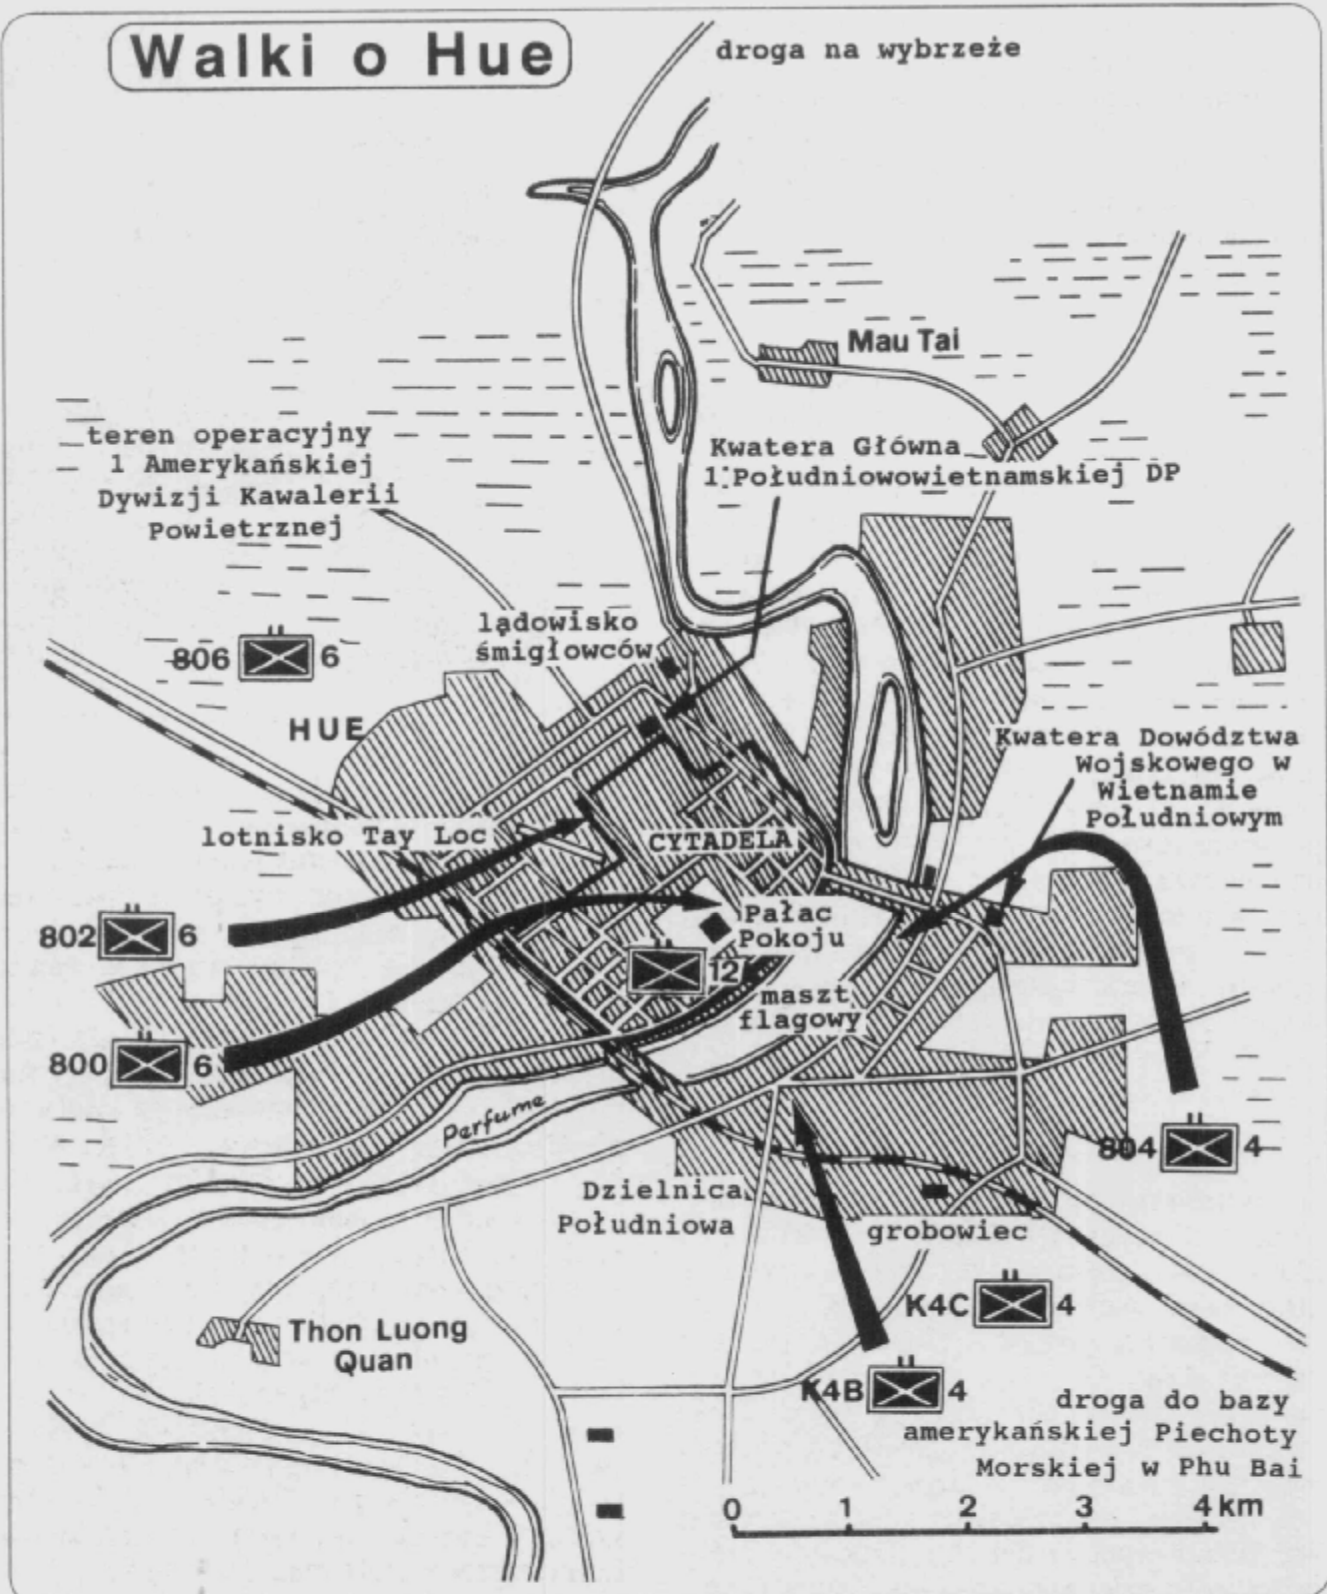 Walki o Hue
droga na wybrzeże
Mau Tai
teren operacyjny
1 Amerykańskiej
Dywizji Kawalerii
Powietrznej
Kwatera Główna
1.Południowowietnamskiej DP
lądowisko
śmigłowców
806 6
HUE
Kwatera Dowództwa
Wojskowego w
Wietnamie
Południowym
lotnisko Tay Loc
CYTADELA
802 6
Pałac
Pokoju
12
maszt
flagowy
800 6
Perfume
804 4
Dzielnica
Południowa
grobowiec
K4C 4
Thon Luong
Quan
K4B 4
droga do bazy
amerykańskiej Piechoty
Morskiej w Phu Bai
0 1 2 3 4 km